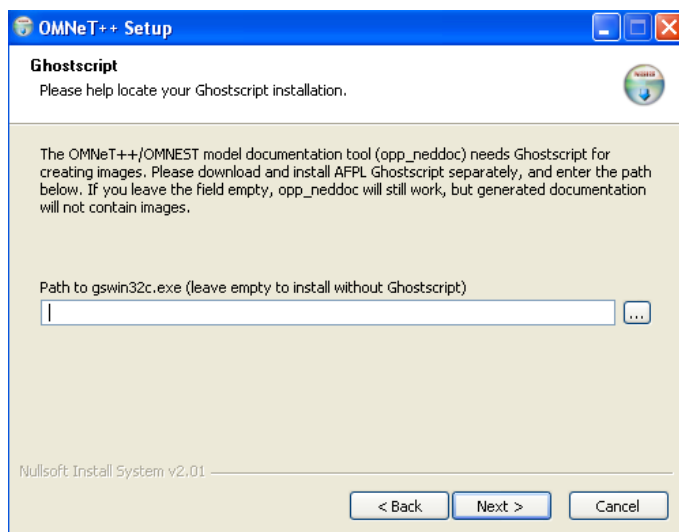 OMNeT++ Setup
Ghostscript
Please help locate your Ghostscript installation.
The OMNeT++/OMNEST model documentation tool (opp_neddoc) needs Ghostscript for
creating images. Please download and install AFPL Ghostscript separately, and enter the path
below. If you leave the field empty, opp_neddoc will still work, but generated documentation
will not contain images.
Path to gswin32c.exe (leave empty to install without Ghostscript)
...
Nullsoft Install System v2.01
< Back Next > Cancel